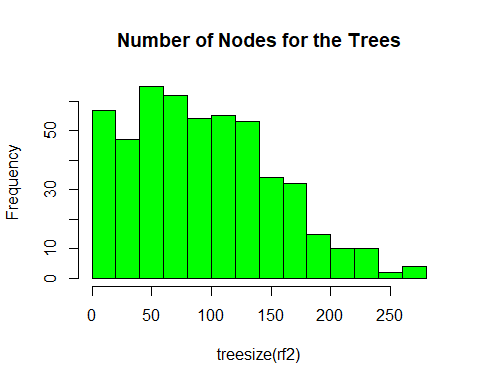 Number of Nodes for the Trees
Frequency
50
30
10
0
0 50 100 150 200 250
treesize(rf2)